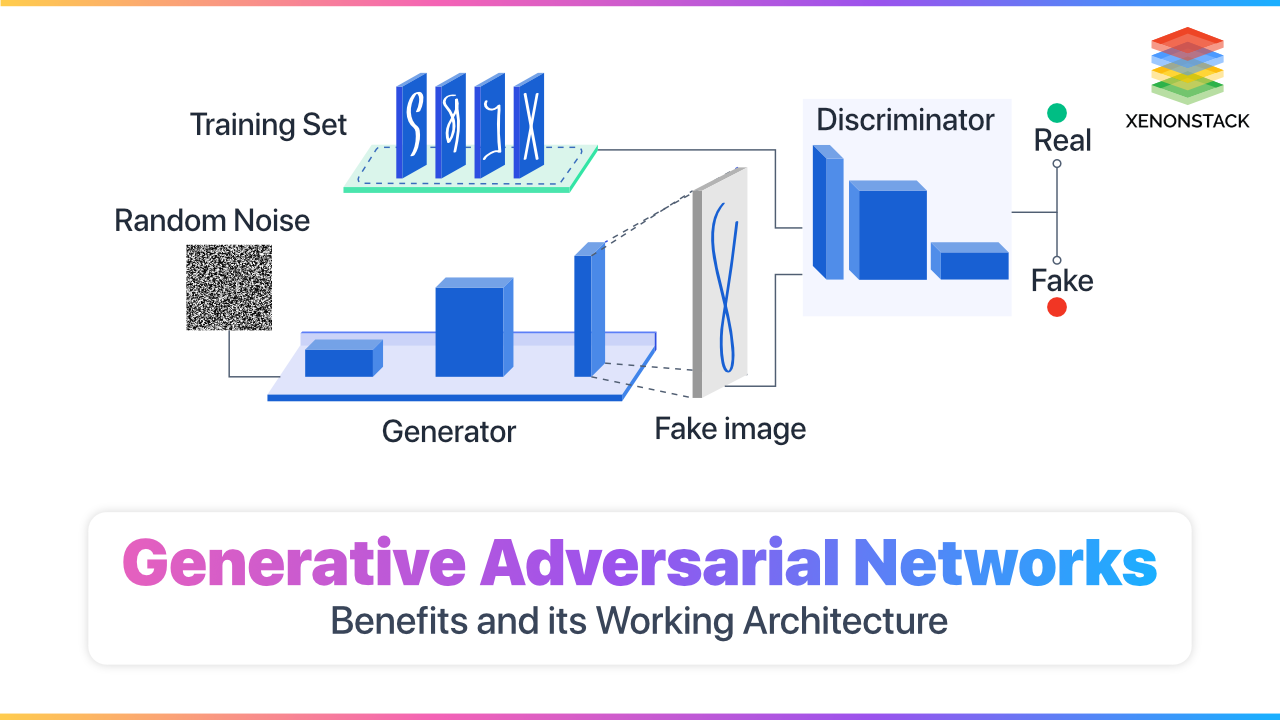 XENONSTACK
Training Set
Discriminator
Real
Random Noise
Fake
Generator
Fake image
Generative Adversarial Networks
Benefits and its Working Architecture